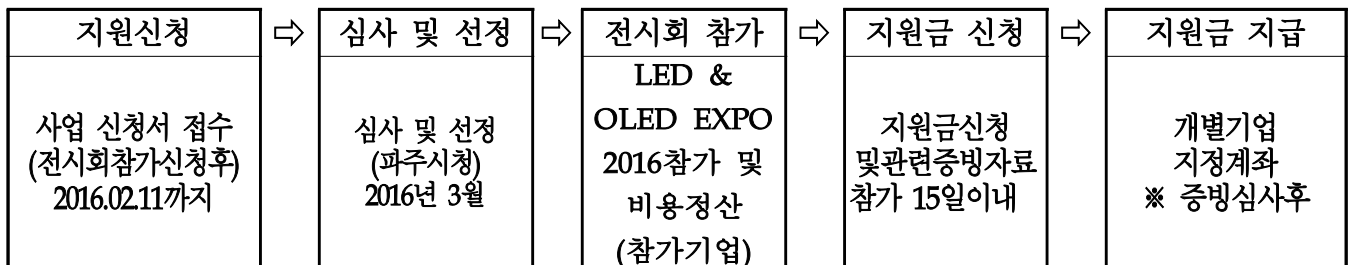 지원신청
사업 신청서 접수
(전시회참가신청후)
2016.02.11까지
⇨
심사 및 선정
심사 및 선정
(파주시청)
2016년 3월
⇨
전시회 참가
LED &
OLED EXPO
2016참가 및
비용정산
(참가기업)
⇨
지원금 신청
지원금신청
및관련증빙자료
참가 15일이내
⇨
지원금 지급
개별기업
지정계좌
※ 증빙심사후